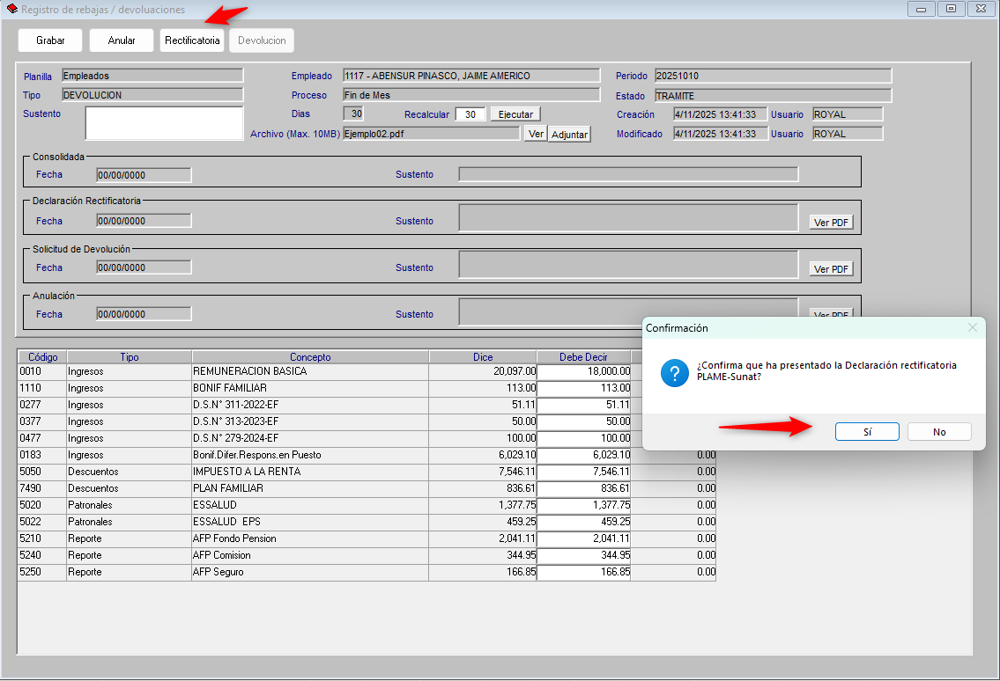 Registro de rebajas / devoluaciones
Grabar Anular Rectificatoria Devolucion
Planilla Empleados Empleado 1117 - ABENSUR PINASCO, JAIME AMERICO Periodo 20251010
Tipo DEVOLUCION Proceso Fin de Mes Estado TRAMITE
Sustento Dias 30 Recalcular 30 Ejecutar Creación 4/11/2025 13:41:33 Usuario ROYAL
Archivo (Max. 10MB) Ejemplo02.pdf Ver Adjuntar Modificado 4/11/2025 13:41:33 Usuario ROYAL
Consolidada
Fecha 00/00/0000 Sustento
Declaración Rectificatoria
Fecha 00/00/0000 Sustento Ver PDF
Solicitud de Devolución
Fecha 00/00/0000 Sustento Ver PDF
Anulación
Fecha 00/00/0000 Sustento Ver PDF
Confirmación
¿Confirma que ha presentado la Declaración rectificatoria
PLAME-Sunat?
Sí No
Código Tipo Concepto Dice Debe Decir
0010 Ingresos REMUNERACION BASICA 20,097.00 18,000.00
1110 Ingresos BONIF FAMILIAR 113.00 113.00
0277 Ingresos D.S.N° 311-2022-EF 51.11 51.11
0377 Ingresos D.S.N° 313-2023-EF 50.00 50.00
0477 Ingresos D.S.N° 279-2024-EF 100.00 100.00
0183 Ingresos Bonif.Difer.Respons.en Puesto 6,029.10 6,029.10 0.00
5050 Descuentos IMPUESTO A LA RENTA 7,546.11 7,546.11 0.00
7490 Descuentos PLAN FAMILIAR 836.61 836.61 0.00
5020 Patronales ESSALUD 1,377.75 1,377.75 0.00
5022 Patronales ESSALUD EPS 459.25 459.25 0.00
5210 Reporte AFP Fondo Pension 2,041.11 2,041.11 0.00
5240 Reporte AFP Comision 344.95 344.95 0.00
5250 Reporte AFP Seguro 166.85 166.85 0.00